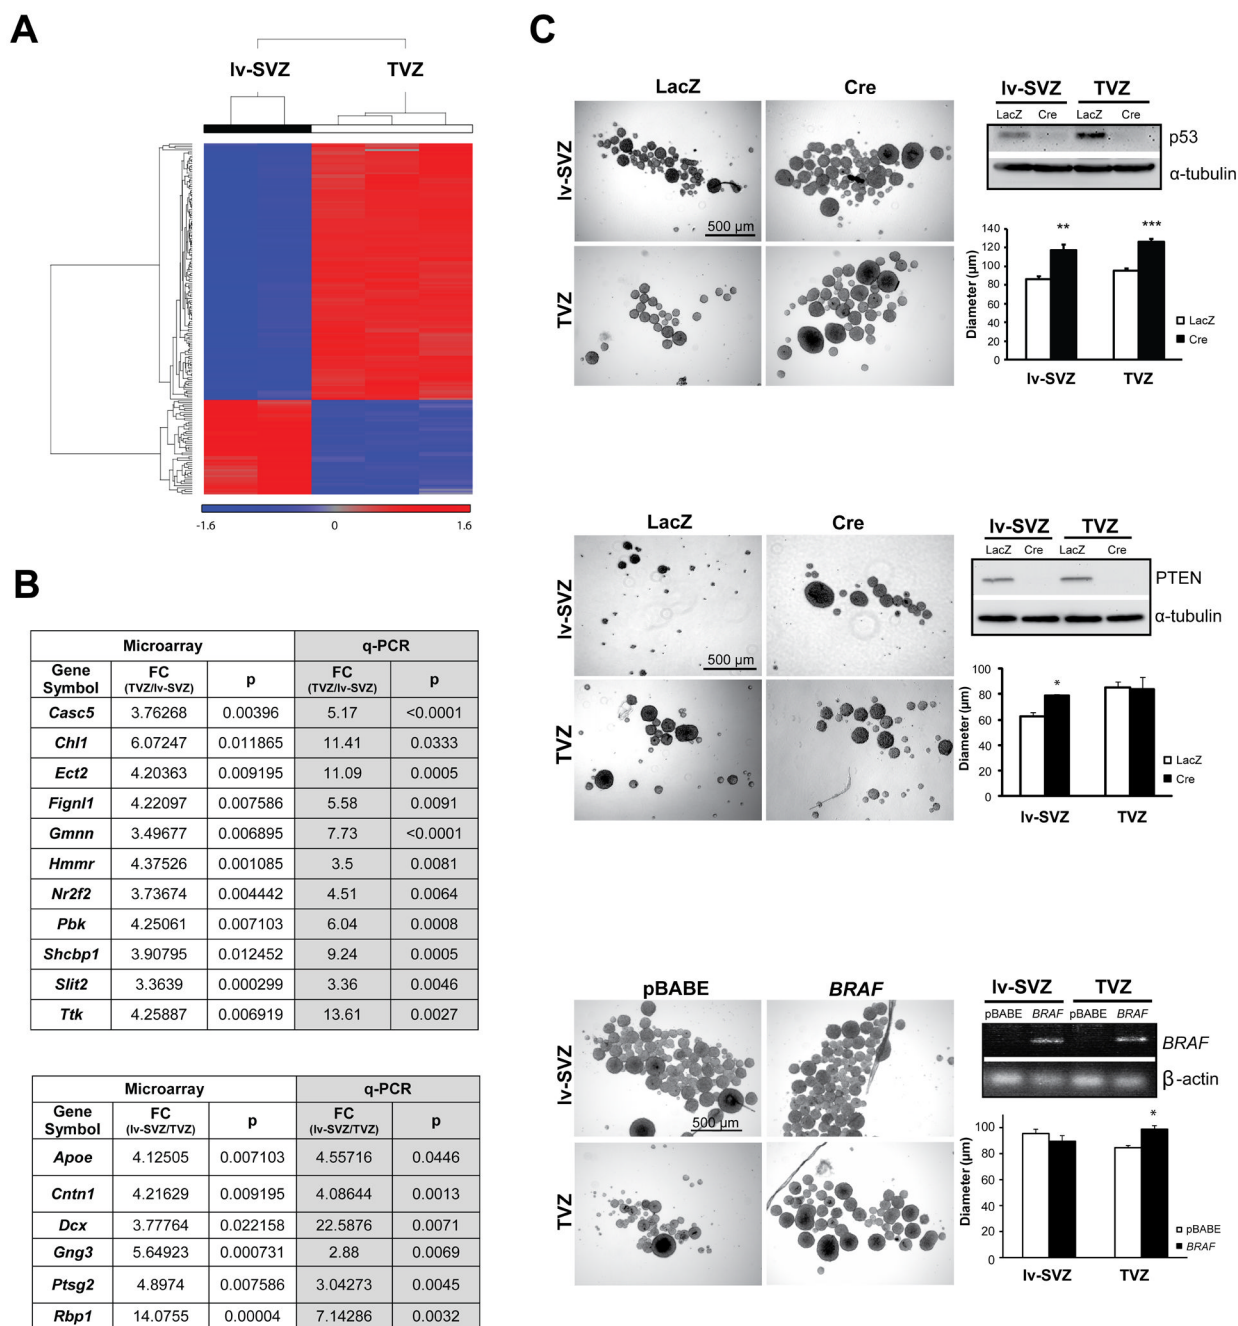 A
lv-SVZ TVZ
-1.6 0 1.6
B
Microarray q-PCR
Gene Symbol FC (TVZ/lv-SVZ) p FC (TVZ/lv-SVZ) p
Casc5 3.76268 0.00396 5.17 <0.0001
Chl1 6.07247 0.011865 11.41 0.0333
Ect2 4.20363 0.009195 11.09 0.0005
Fignl1 4.22097 0.007586 5.58 0.0091
Gmnn 3.49677 0.006895 7.73 <0.0001
Hmmr 4.37526 0.001085 3.5 0.0081
Nr2f2 3.73674 0.004442 4.51 0.0064
Pbk 4.25061 0.007103 6.04 0.0008
Shcbp1 3.90795 0.012452 9.24 0.0005
Slit2 3.3639 0.000299 3.36 0.0046
Ttk 4.25887 0.006919 13.61 0.0027
Microarray q-PCR
Gene Symbol FC (lv-SVZ/TVZ) p FC (lv-SVZ/TVZ) p
Apoe 4.12505 0.007103 4.55716 0.0446
Cntn1 4.21629 0.009195 4.08644 0.0013
Dcx 3.77764 0.022158 22.5876 0.0071
Gng3 5.64923 0.000731 2.88 0.0069
Ptsg2 4.8974 0.007586 3.04273 0.0045
Rbp1 14.0755 0.00004 7.14286 0.0032
C
LacZ Cre
lv-SVZ
500 µm
TVZ
lv-SVZ TVZ
LacZ Cre LacZ Cre
p53
α-tubulin
Diameter (µm)
140
120
100
80
60
40
20
0
** ***
LacZ
Cre
lv-SVZ TVZ
LacZ Cre
lv-SVZ
500 µm
TVZ
lv-SVZ TVZ
LacZ Cre LacZ Cre
PTEN
α-tubulin
Diameter (µm)
100
80
60
40
20
0
*
LacZ
Cre
lv-SVZ TVZ
pBABE BRAF
lv-SVZ
500 µm
TVZ
lv-SVZ TVZ
pBABE BRAF pBABE BRAF
BRAF
β-actin
Diameter (µm)
100
80
60
40
20
0
*
pBABE
BRAF
lv-SVZ TVZ